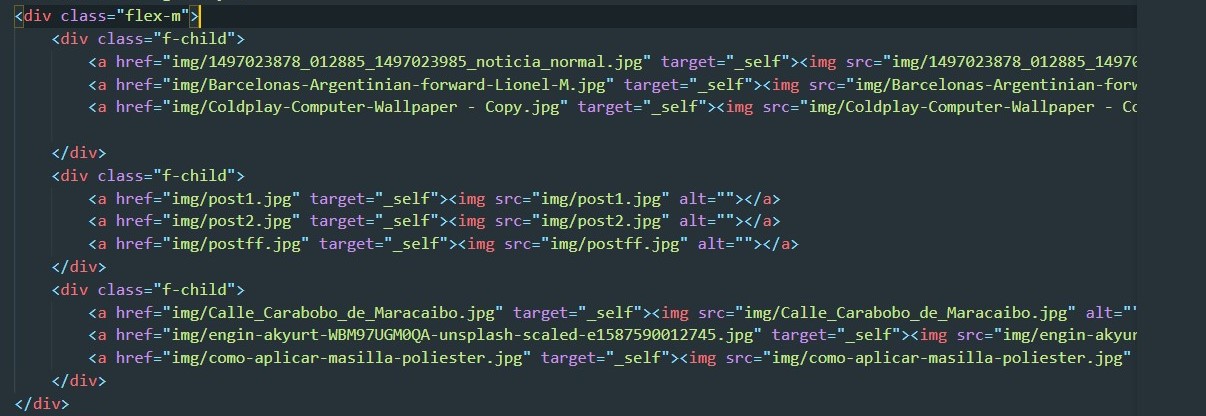 <div class="flex-m">
<div class="f-child">
<a href="img/1497023878_012885_1497023985_noticia_normal.jpg" target="_self"><img src="img/1497023878_012885_14970
<a href="img/Barcelonas-Argentinian-forward-Lionel-M.jpg" target="_self"><img src="img/Barcelonas-Argentinian-forw
<a href="img/Coldplay-Computer-Wallpaper - Copy.jpg" target="_self"><img src="img/Coldplay-Computer-Wallpaper - Co
</div>
<div class="f-child">
<a href="img/post1.jpg" target="_self"><img src="img/post1.jpg" alt=""></a>
<a href="img/post2.jpg" target="_self"><img src="img/post2.jpg" alt=""></a>
<a href="img/postff.jpg" target="_self"><img src="img/postff.jpg" alt=""></a>
</div>
<div class="f-child">
<a href="img/Calle_Carabobo_de_Maracaibo.jpg" target="_self"><img src="img/Calle_Carabobo_de_Maracaibo.jpg" alt=""
<a href="img/engin-akyurt-WBM97UGM0QA-unsplash-scaled-e1587590012745.jpg" target="_self"><img src="img/engin-akyur
<a href="img/como-aplicar-masilla-poliester.jpg" target="_self"><img src="img/como-aplicar-masilla-poliester.jpg"
</div>
</div>